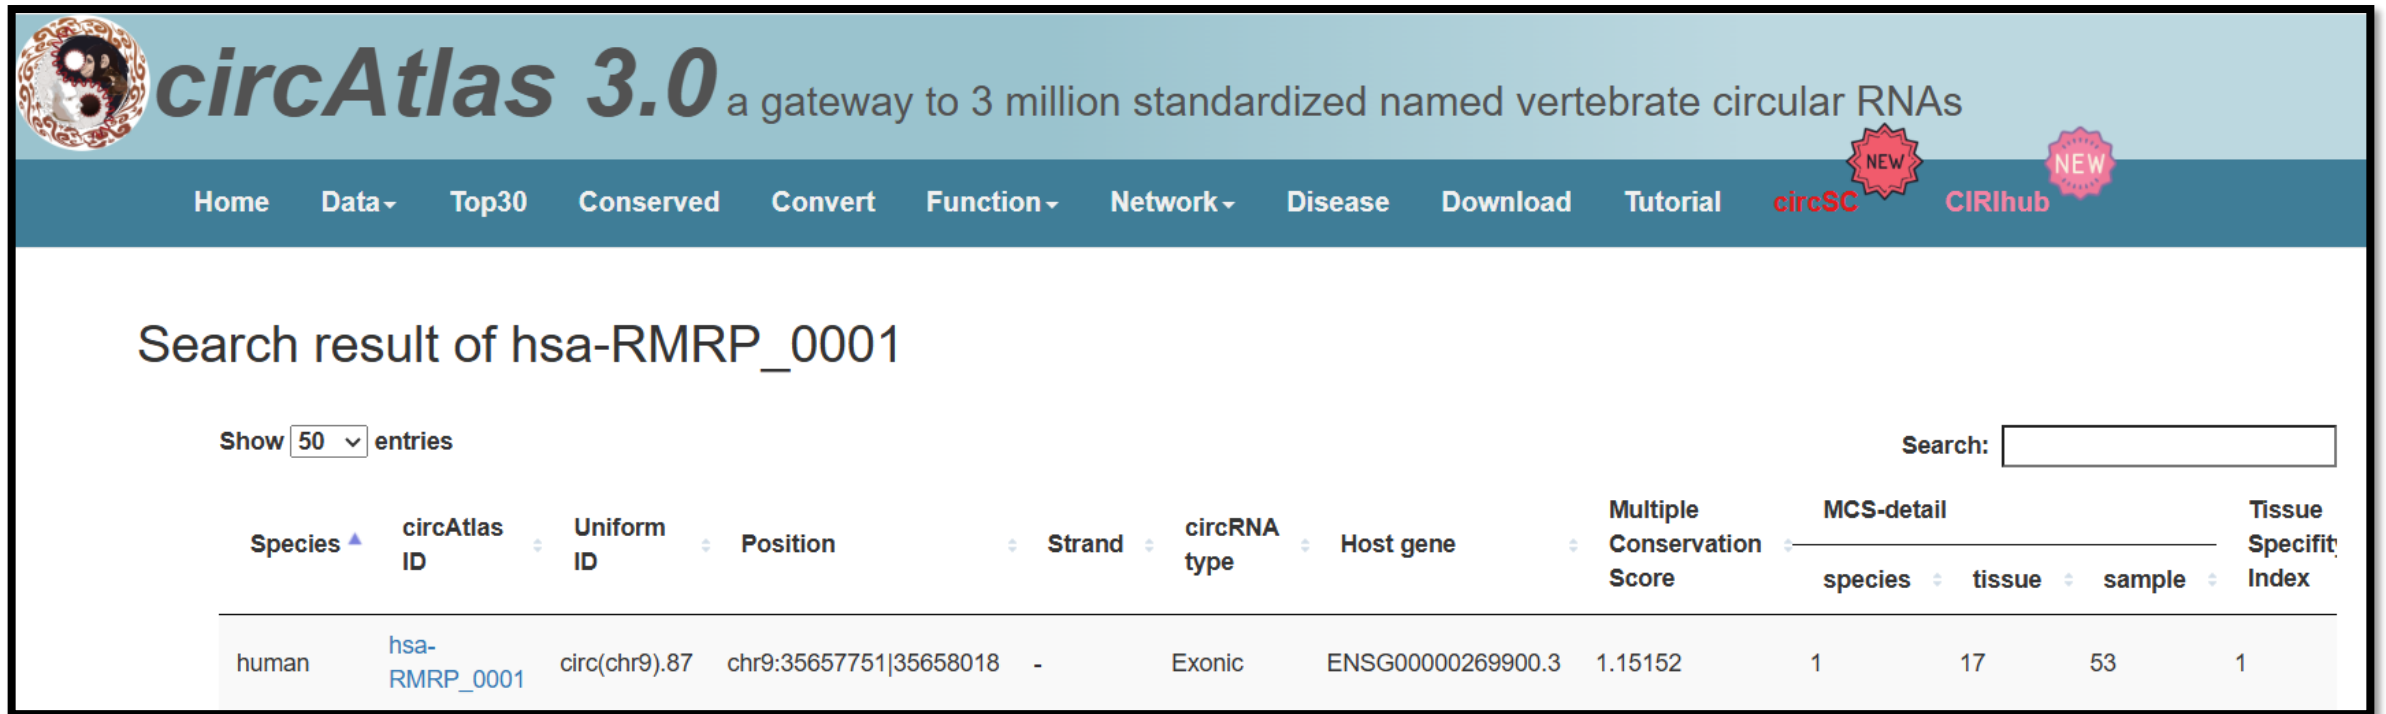 circAtlas 3.0 a gateway to 3 million standardized named vertebrate circular RNAs
NEW NEW
Home Data Top30 Conserved Convert Function Network Disease Download Tutorial circSC CIRIhub
Search result of hsa-RMRP_0001
Show 50 entries Search:
Species circAtlas ID Uniform ID Position Strand circRNA type Host gene Multiple Conservation Score MCS-detail species tissue sample Tissue Specifity Index
human hsa-RMRP_0001 circ(chr9).87 chr9:35657751|35658018 - Exonic ENSG00000269900.3 1.15152 1 17 53 1